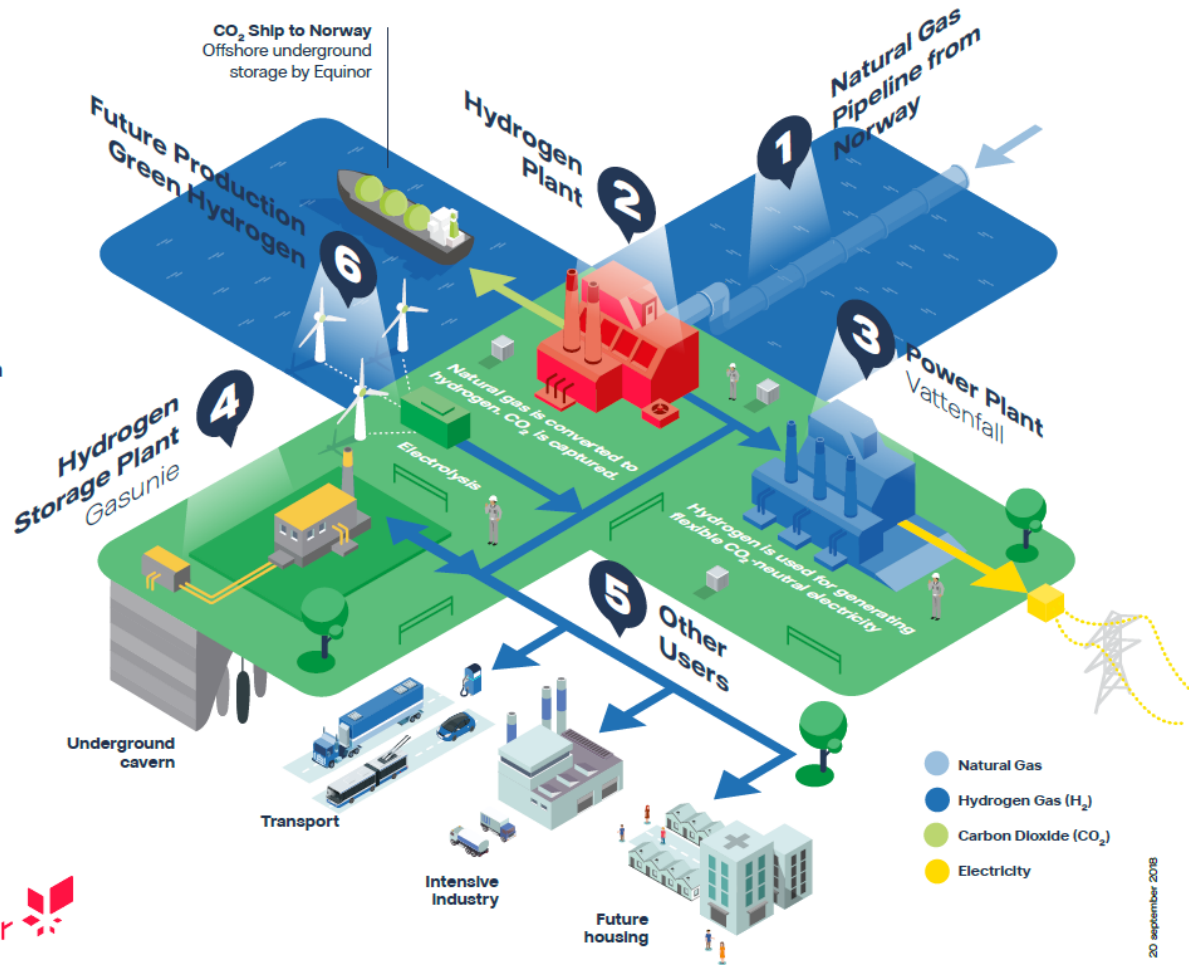 CO₂ Ship to Norway
Offshore underground
storage by Equinor
Natural Gas
Pipeline from
Norway
1
Hydrogen
Plant
2
Future Production
Green Hydrogen
6
3
Power Plant
Vattenfall
4
Hydrogen
Storage Plant
Gasunie
Natural gas is converted to
hydrogen. CO₂ is captured.
Electrolysis
Hydrogen is used for generating
flexible CO₂-neutral electricity
5
Other
Users
Underground
cavern
Transport
Intensive
Industry
Future
housing
Natural Gas
Hydrogen Gas (H₂)
Carbon Dioxide (CO₂)
Electricity
20 september 2018